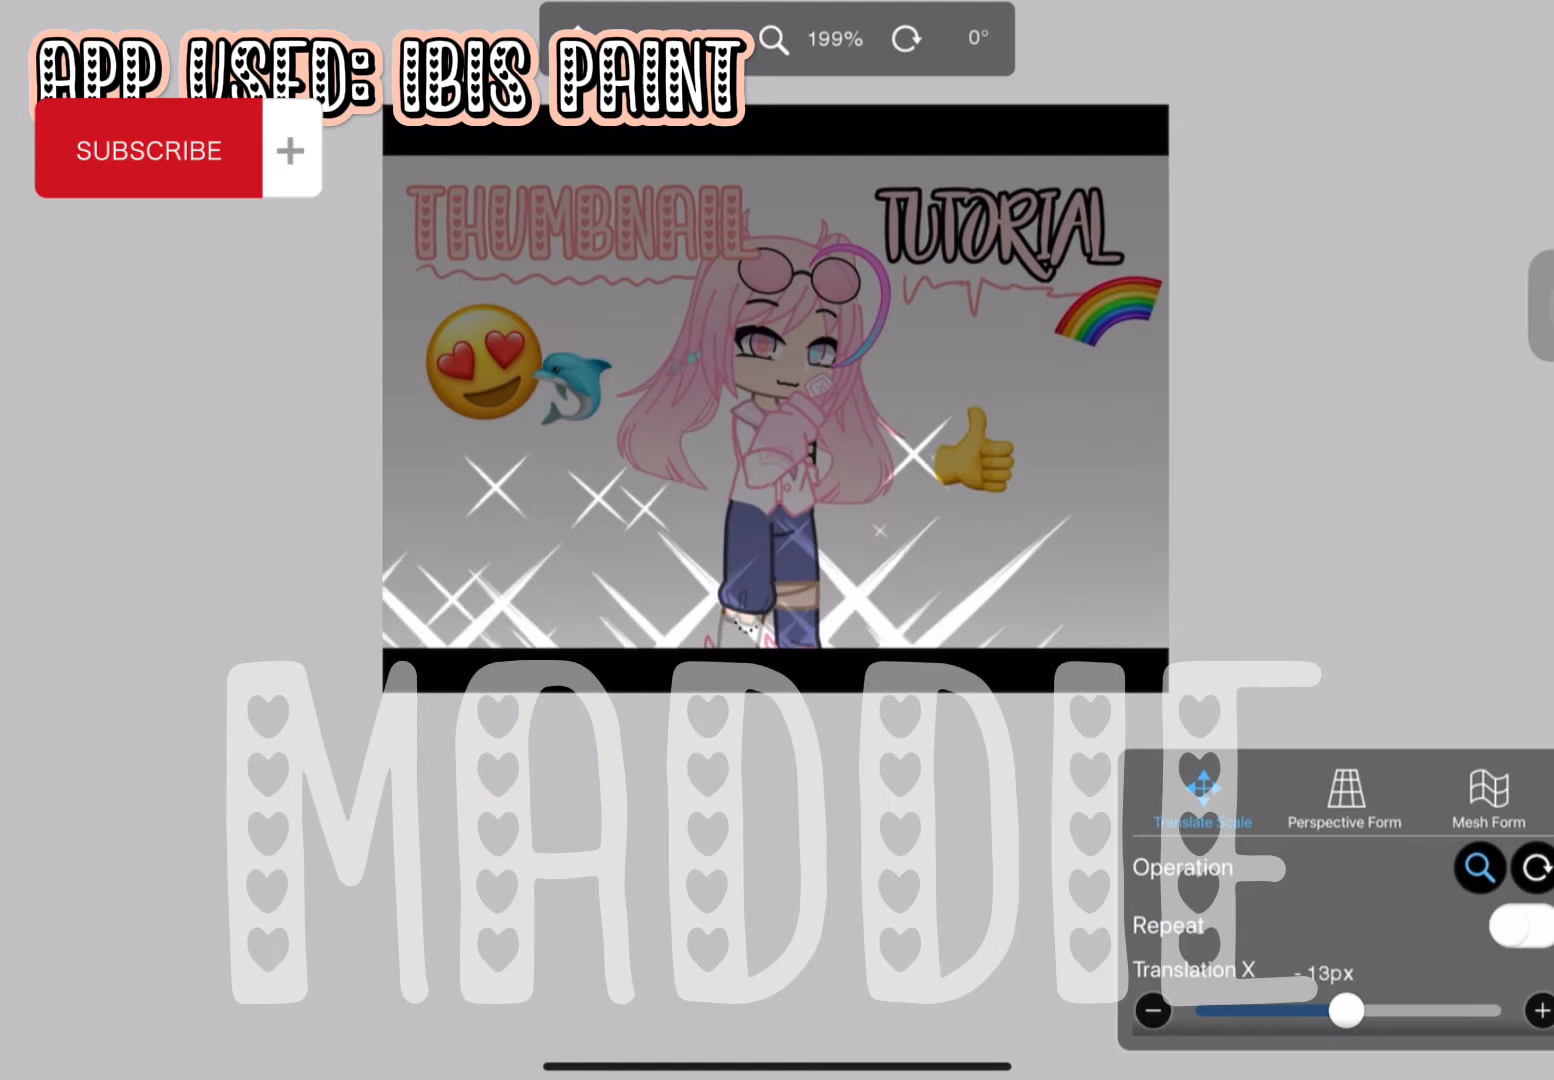 APP USED: IBIS PAINT
199% 0°
SUBSCRIBE +
THUMBNAIL TUTORIAL
MADDIE
Translate Scale Perspective Form Mesh Form
Operation
Repeat
Translation X -13px